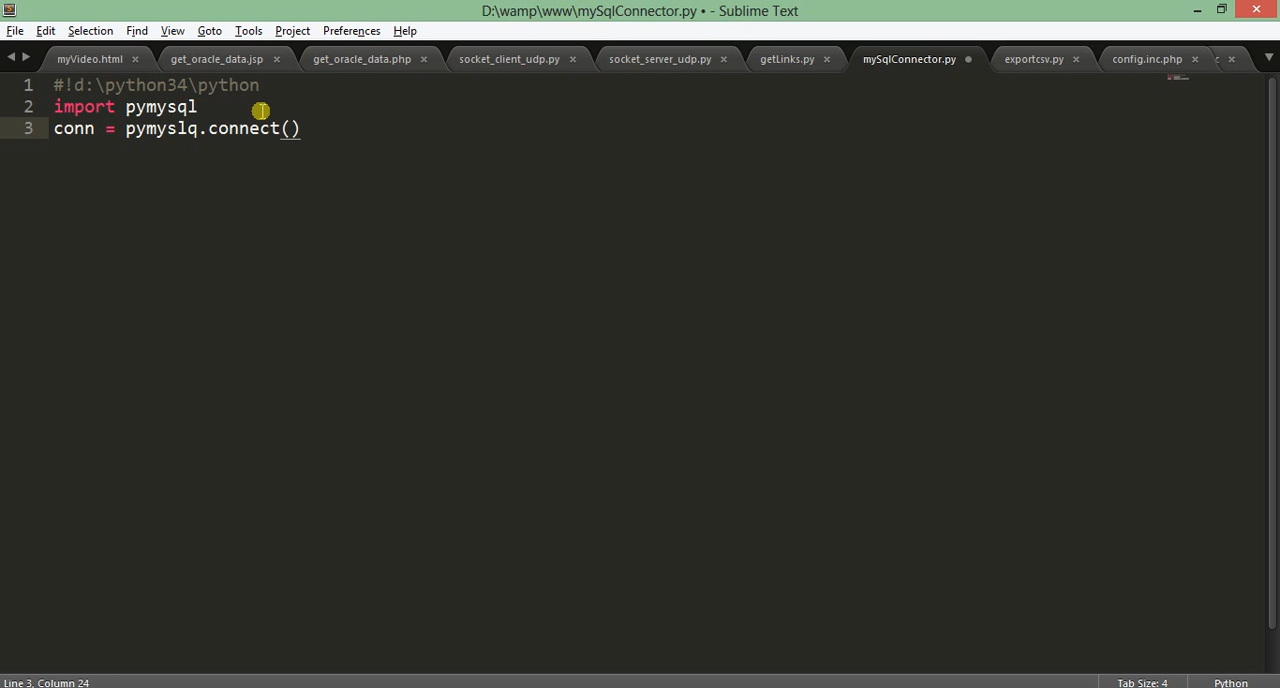 D:\wamp\www\mySqlConnector.py • - Sublime Text
File Edit Selection Find View Goto Tools Project Preferences Help
myVideo.html × get_oracle_data.jsp × get_oracle_data.php × socket_client_udp.py × socket_server_udp.py × getLinks.py × mySqlConnector.py exportcsv.py × config.inc.php × ×
1 #!d:\python34\python
2 import pymysql
3 conn = pymyslq.connect()
Line 3, Column 24 Tab Size: 4 Python